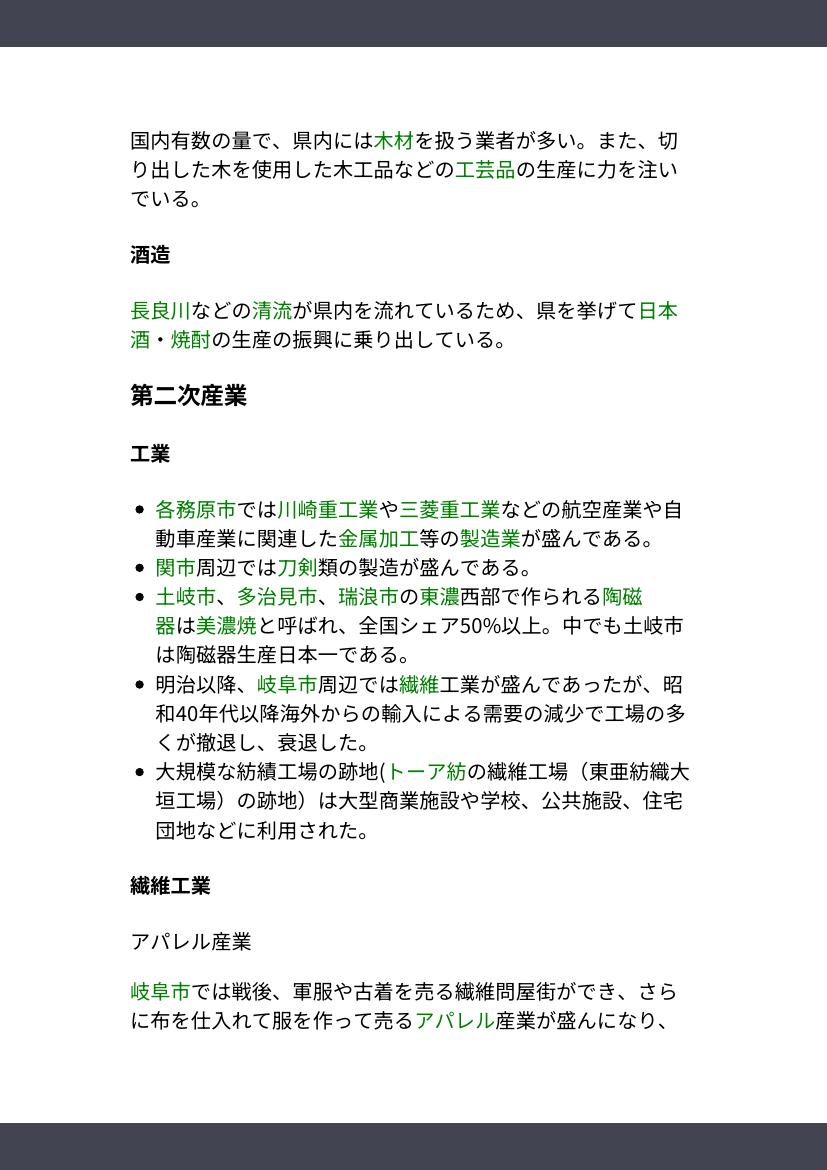 国内有数の量で、県内には木材を扱う業者が多い。また、切
り出した木を使用した木工品などの工芸品の生産に力を注い
でいる。
酒造
長良川などの清流が県内を流れているため、県を挙げて日本
酒・焼酎の生産の振興に乗り出している。
第二次産業
工業
• 各務原市では川崎重工業や三菱重工業などの航空産業や自
動車産業に関連した金属加工等の製造業が盛んである。
• 関市周辺では刀剣類の製造が盛んである。
• 土岐市、多治見市、瑞浪市の東濃西部で作られる陶磁
器は美濃焼と呼ばれ、全国シェア50%以上。中でも土岐市
は陶磁器生産日本一である。
• 明治以降、岐阜市周辺では繊維工業が盛んであったが、昭
和40年代以降海外からの輸入による需要の減少で工場の多
くが撤退し、衰退した。
• 大規模な紡績工場の跡地(トーア紡の繊維工場（東亜紡織大
垣工場）の跡地）は大型商業施設や学校、公共施設、住宅
団地などに利用された。
繊維工業
アパレル産業
岐阜市では戦後、軍服や古着を売る繊維問屋街ができ、さら
に布を仕入れて服を作って売るアパレル産業が盛んになり、